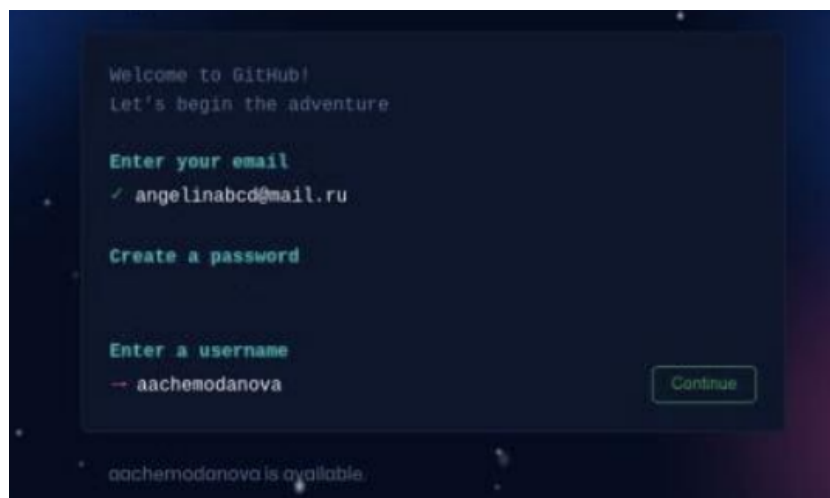 Welcome to GitHub!
Let's begin the adventure
Enter your email
✓ angelinabcd@mail.ru
Create a password
Enter a username
→ aachemodanova
Continue
aachemodanova is available.